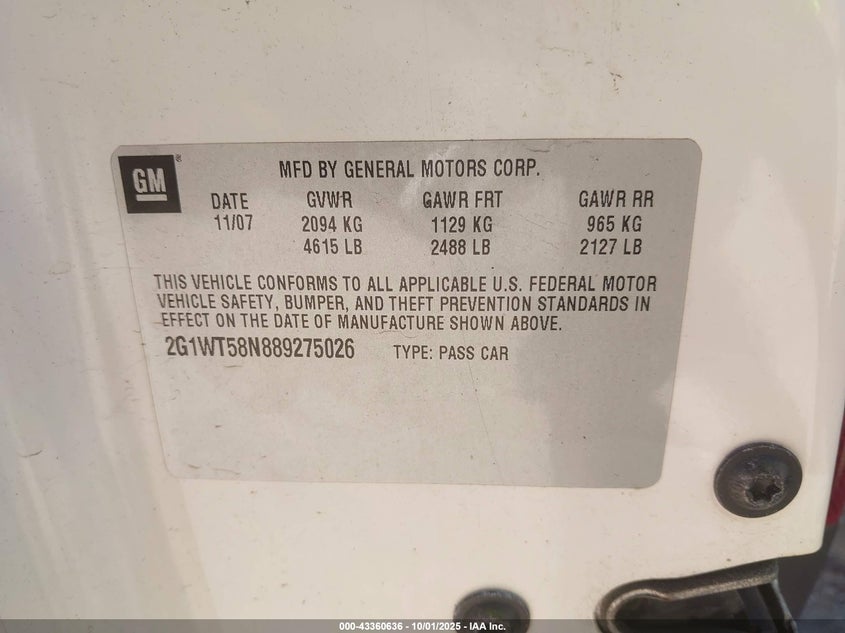 GM
MFD BY GENERAL MOTORS CORP.
DATE GVWR GAWR FRT GAWR RR
11/07 2094 KG 1129 KG 965 KG
4615 LB 2488 LB 2127 LB
THIS VEHICLE CONFORMS TO ALL APPLICABLE U.S. FEDERAL MOTOR
VEHICLE SAFETY, BUMPER, AND THEFT PREVENTION STANDARDS IN
EFFECT ON THE DATE OF MANUFACTURE SHOWN ABOVE.
2G1WT58N889275026 TYPE: PASS CAR
000-43360636 - 10/01/2025 - IAA Inc.